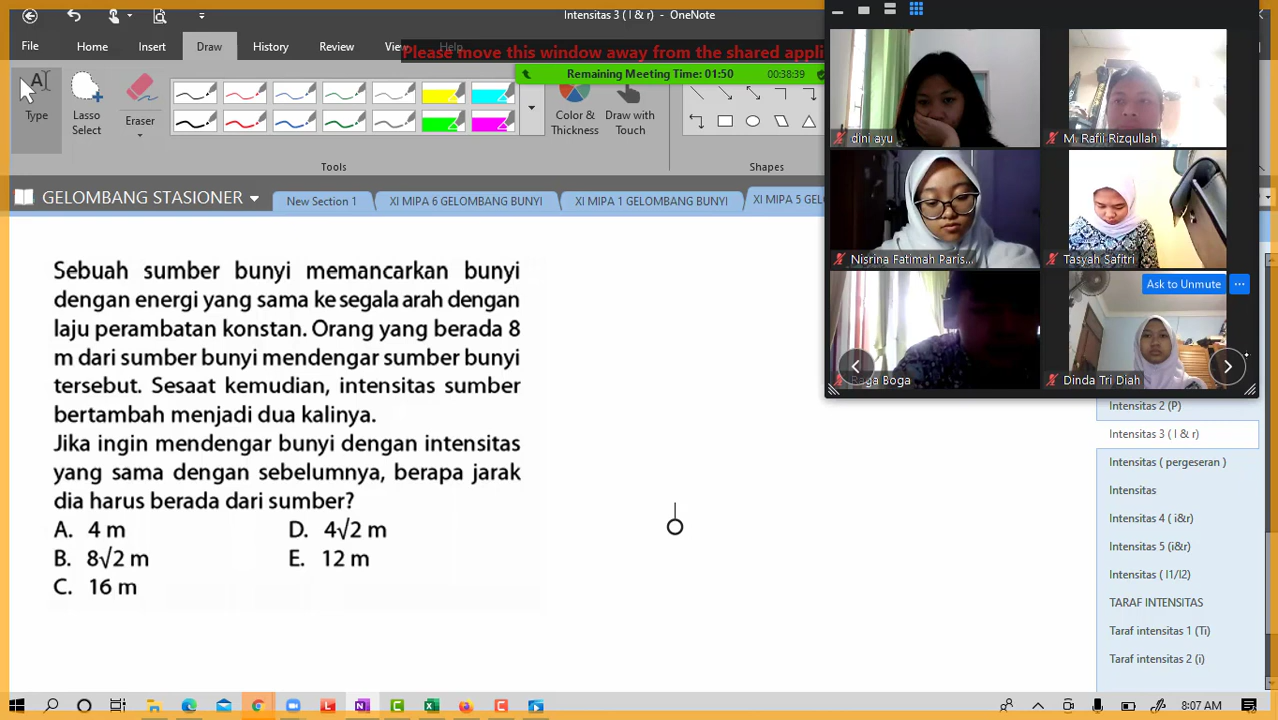 Intensitas 3 ( I & r) - OneNote
File Home Insert Draw History Review View Help
Please move this window away from the shared appli
Remaining Meeting Time: 01:50 00:38:39
Type
Lasso Select
Eraser
Color & Thickness
Draw with Touch
Tools
Shapes
GELOMBANG STASIONER
New Section 1
XI MIPA 6 GELOMBANG BUNYI
XI MIPA 1 GELOMBANG BUNYI
XI MIPA 5 GEL
dini ayu
M. Rafii Rizqullah
Nisrina Fatimah Paris...
Tasyah Safitri
Ask to Unmute
Raga Boga
Dinda Tri Diah
Sebuah sumber bunyi memancarkan bunyi
dengan energi yang sama ke segala arah dengan
laju perambatan konstan. Orang yang berada 8
m dari sumber bunyi mendengar sumber bunyi
tersebut. Sesaat kemudian, intensitas sumber
bertambah menjadi dua kalinya.
Jika ingin mendengar bunyi dengan intensitas
yang sama dengan sebelumnya, berapa jarak
dia harus berada dari sumber?
A. 4 m D. 4√2 m
B. 8√2 m E. 12 m
C. 16 m
Intensitas 2 (P)
Intensitas 3 ( I & r)
Intensitas ( pergeseran )
Intensitas
Intensitas 4 ( i&r)
Intensitas 5 (i&r)
Intensitas ( I1/I2)
TARAF INTENSITAS
Taraf intensitas 1 (Ti)
Taraf intensitas 2 (i)
8:07 AM